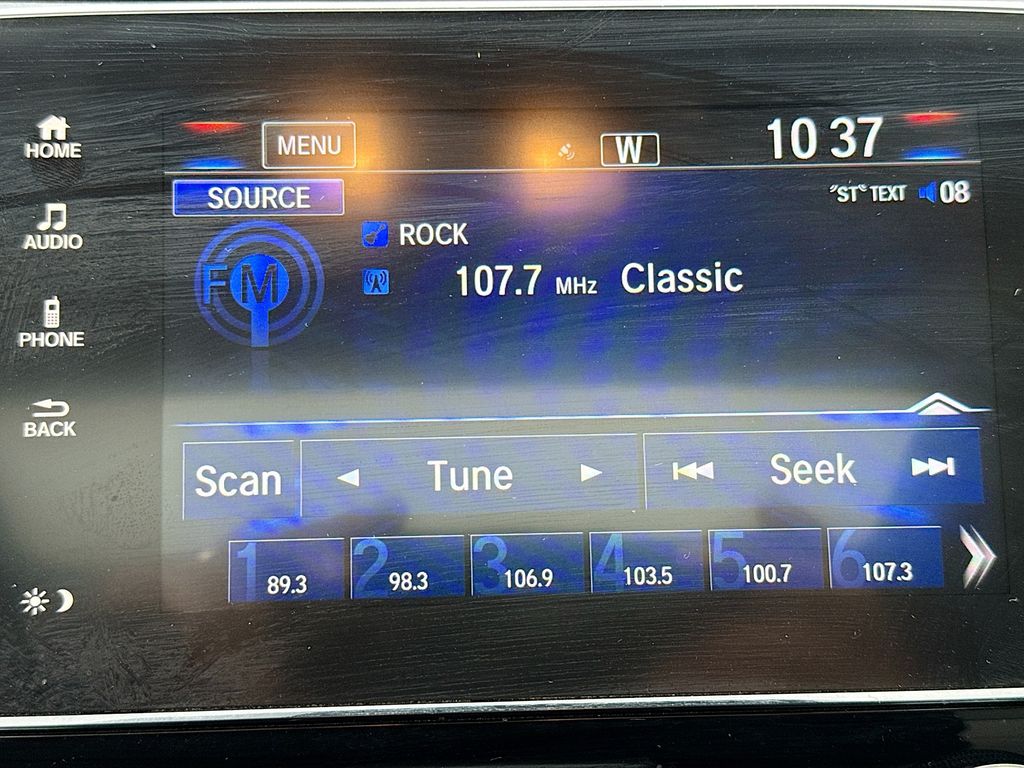 HOME
MENU
W
10 37
SOURCE
"ST" TEXT 08
AUDIO
FM
ROCK
107.7 MHz Classic
PHONE
BACK
Scan
Tune
Seek
1 89.3
2 98.3
3 106.9
4 103.5
5 100.7
6 107.3